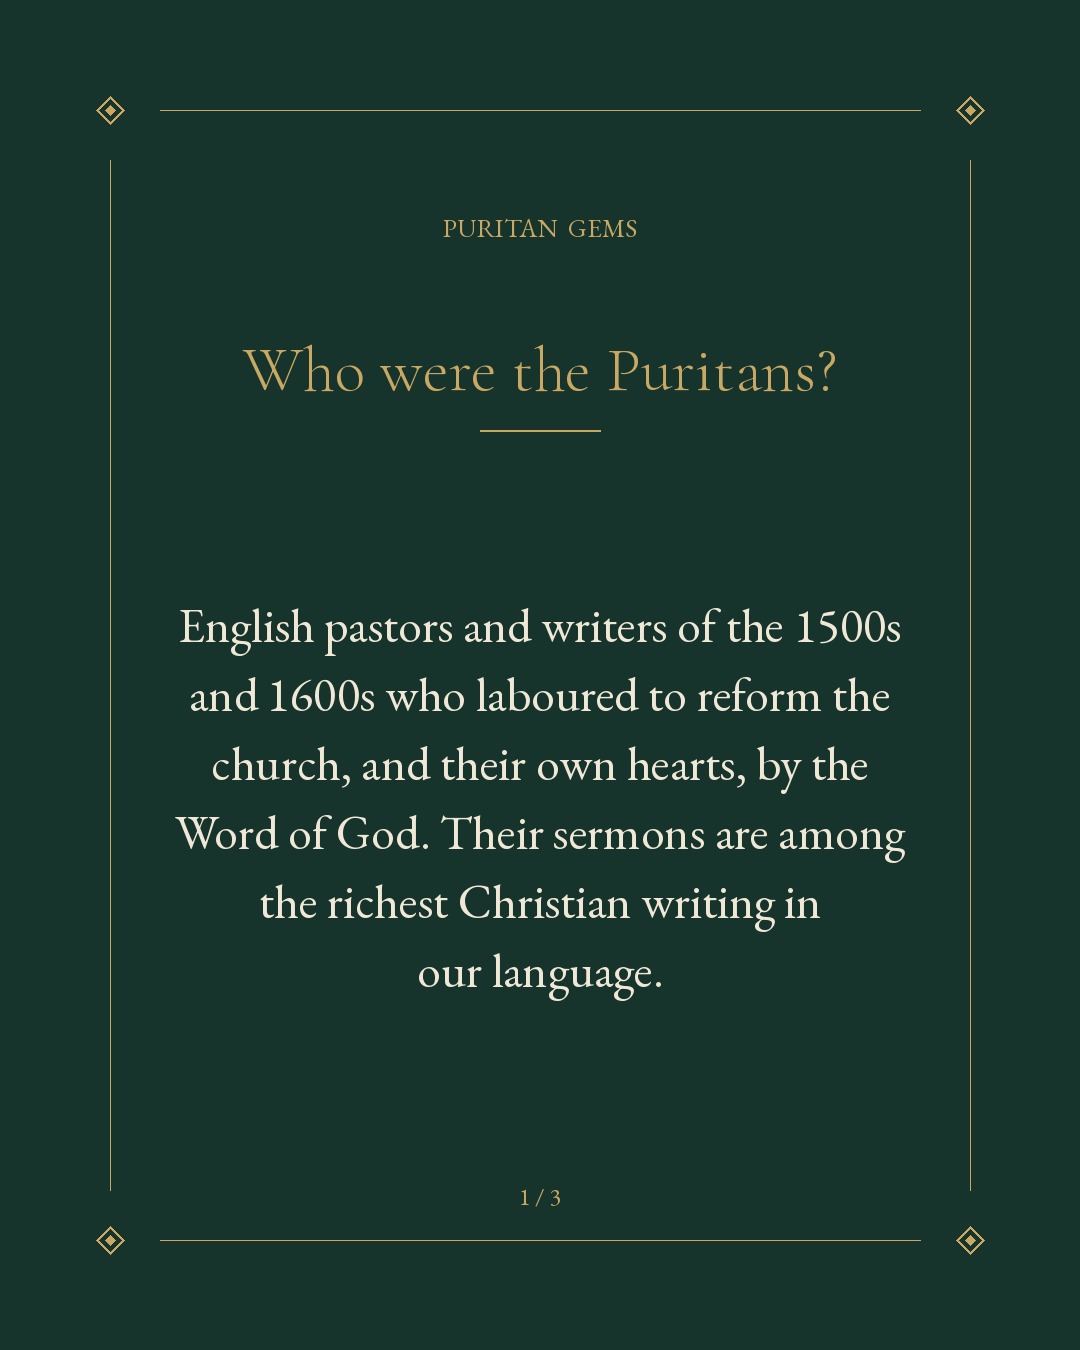 PURITAN GEMS
Who were the Puritans?
English pastors and writers of the 1500s
and 1600s who laboured to reform the
church, and their own hearts, by the
Word of God. Their sermons are among
the richest Christian writing in
our language.
1 / 3